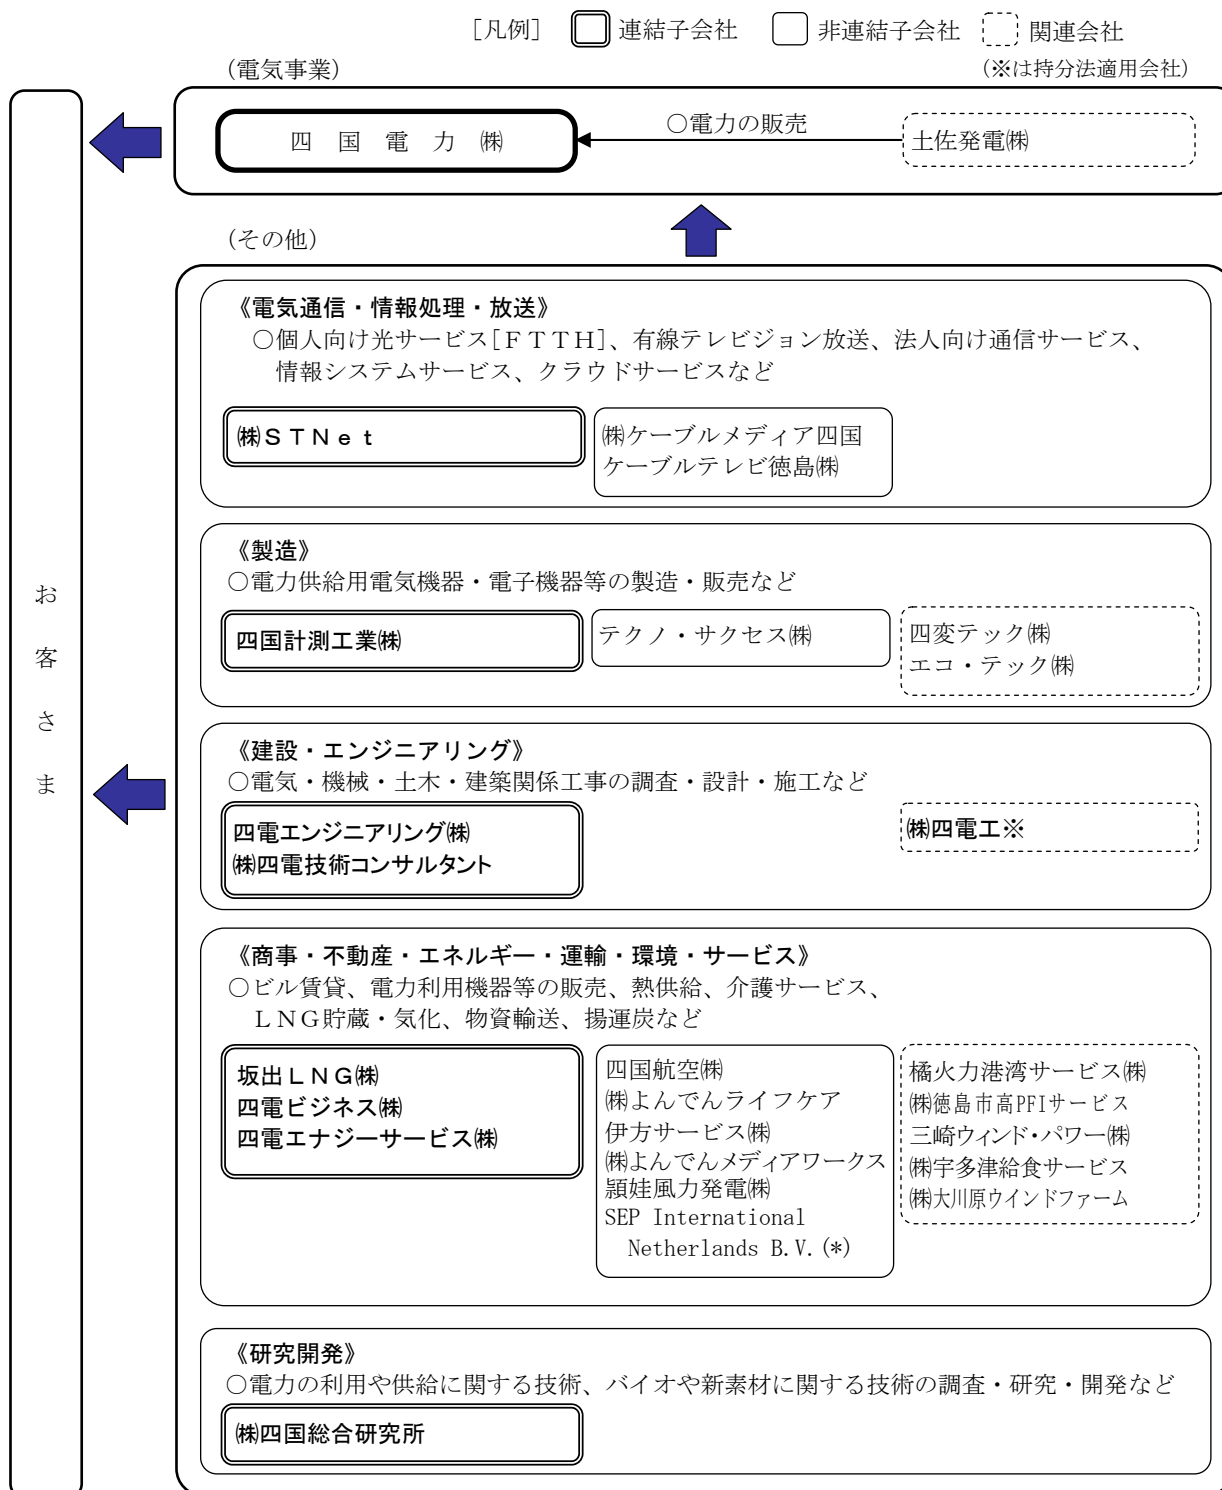 [凡例] 連結子会社 非連結子会社 関連会社
(電気事業) (※は持分法適用会社)
四国電力㈱ ○電力の販売 土佐発電㈱
(その他)
《電気通信・情報処理・放送》
○個人向け光サービス[FTTH]、有線テレビジョン放送、法人向け通信サービス、
情報システムサービス、クラウドサービスなど
㈱STNet
㈱ケーブルメディア四国
ケーブルテレビ徳島㈱
《製造》
○電力供給用電気機器・電子機器等の製造・販売など
四国計測工業㈱
テクノ・サクセス㈱
四変テック㈱
エコ・テック㈱
お客さま
《建設・エンジニアリング》
○電気・機械・土木・建築関係工事の調査・設計・施工など
四電エンジニアリング㈱
㈱四電技術コンサルタント
㈱四電工※
《商事・不動産・エネルギー・運輸・環境・サービス》
○ビル賃貸、電力利用機器等の販売、熱供給、介護サービス、
LNG貯蔵・気化、物資輸送、揚運炭など
坂出LNG㈱
四電ビジネス㈱
四電エナジーサービス㈱
四国航空㈱
㈱よんでんライフケア
伊方サービス㈱
㈱よんでんメディアワークス
頴娃風力発電㈱
SEP International
Netherlands B.V.(*)
橘火力港湾サービス㈱
㈱徳島市高PFIサービス
三崎ウィンド・パワー㈱
㈱宇多津給食サービス
㈱大川原ウインドファーム
《研究開発》
○電力の利用や供給に関する技術、バイオや新素材に関する技術の調査・研究・開発など
㈱四国総合研究所